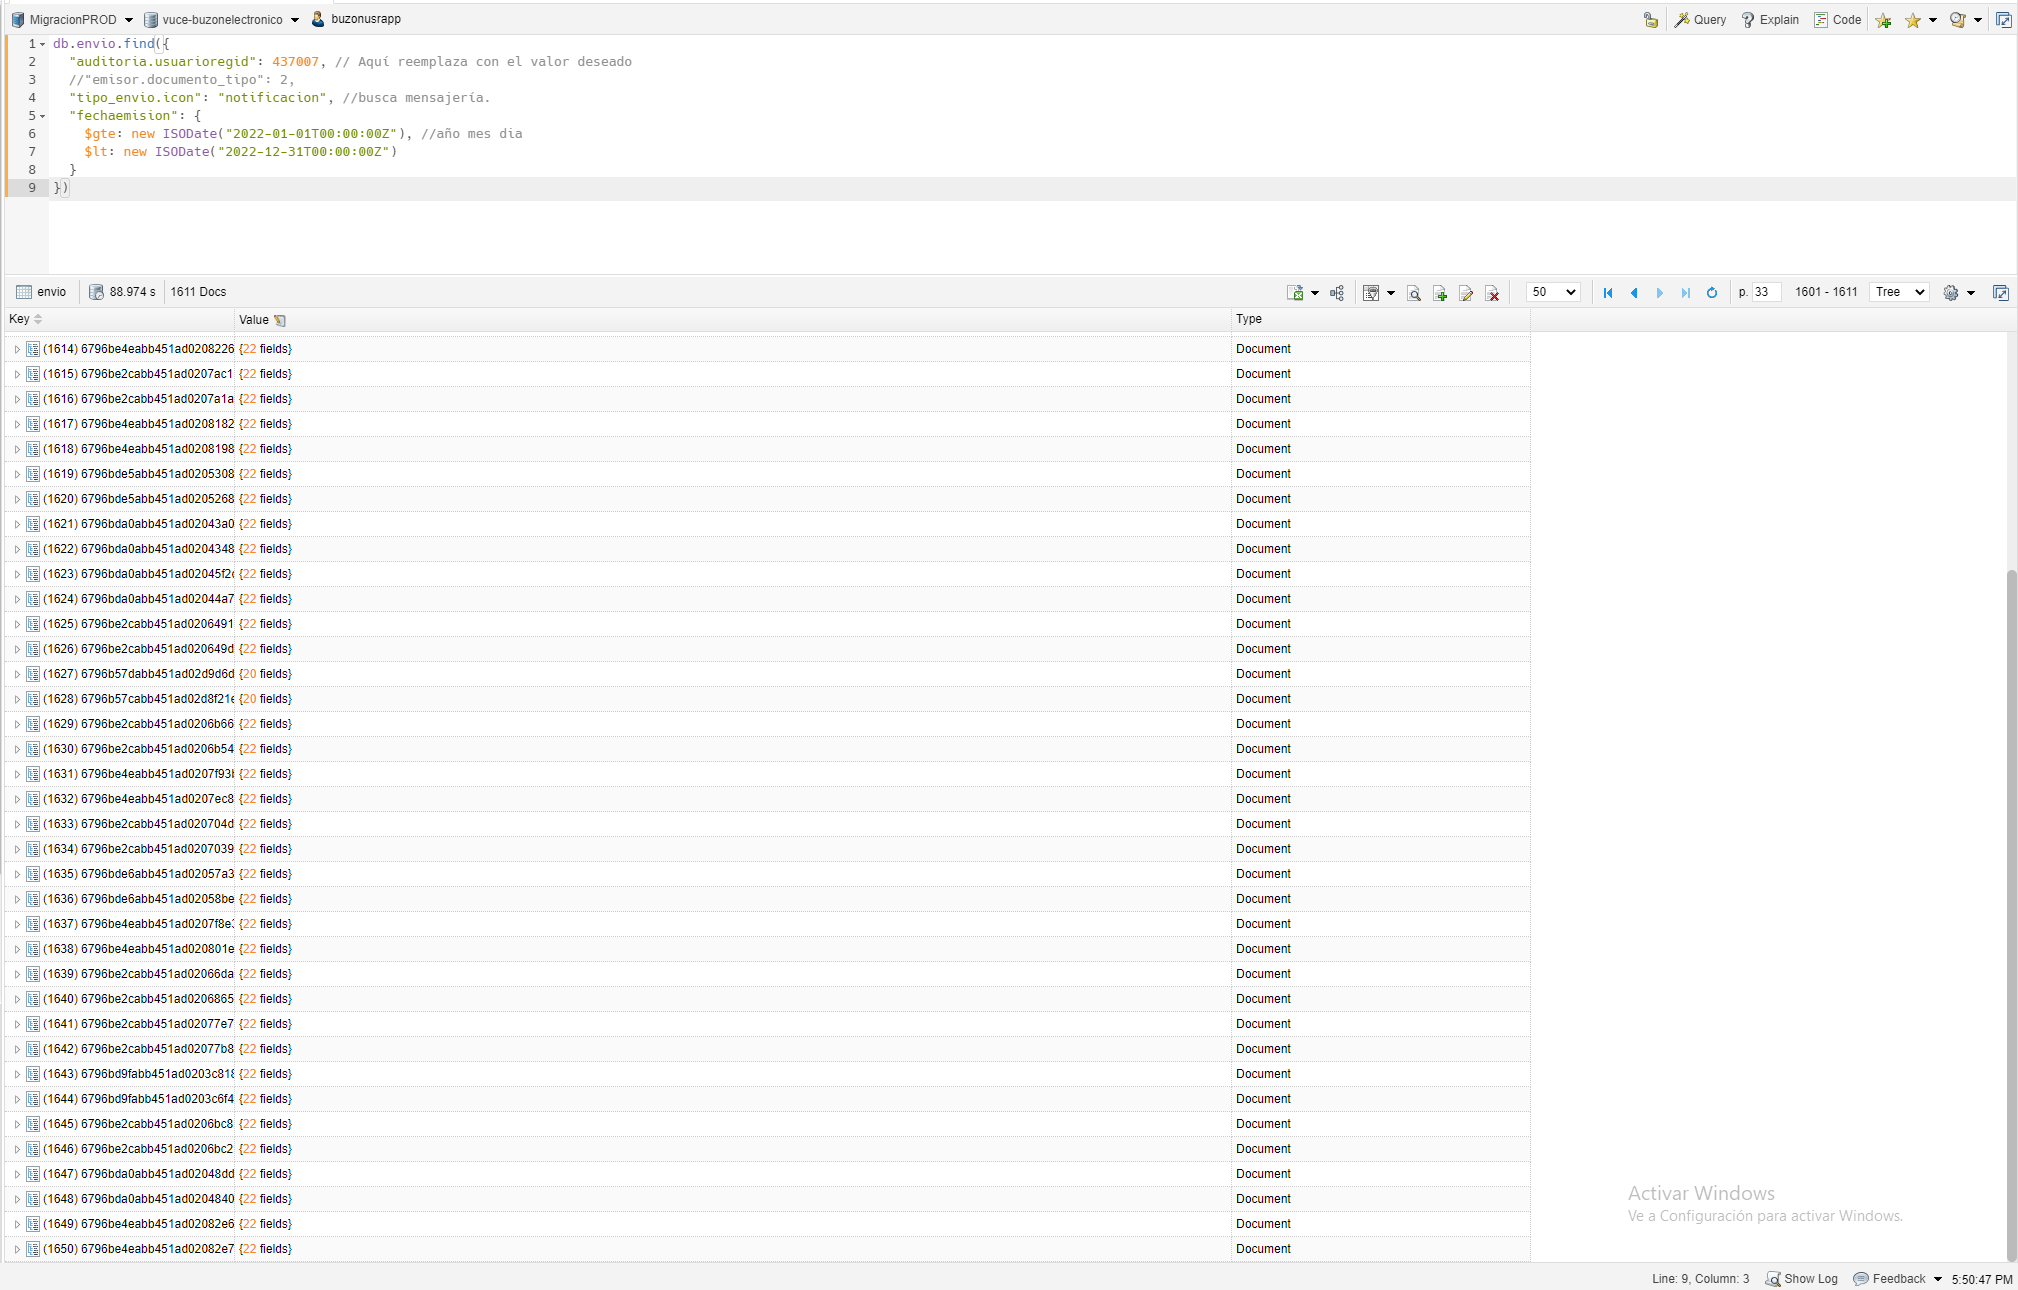 MigracionPROD vuce-buzonelectronico buzonusrapp Query Explain Code
1 db.envio.find({
2 "auditoria.usuarioregid": 437007, // Aquí reemplaza con el valor deseado
3 //"emisor.documento_tipo": 2,
4 "tipo_envio.icon": "notificacion", //busca mensajería.
5 "fechaemision": {
6 $gte: new ISODate("2022-01-01T00:00:00Z"), //año mes dia
7 $lt: new ISODate("2022-12-31T00:00:00Z")
8 }
9 })
envio 88.974 s 1611 Docs 50 p. 33 1601 - 1611 Tree
Key Value Type
(1614) 6796be4eabb451ad0208226 {22 fields} Document
(1615) 6796be2cabb451ad0207ac1 {22 fields} Document
(1616) 6796be2cabb451ad0207a1a {22 fields} Document
(1617) 6796be4eabb451ad0208182 {22 fields} Document
(1618) 6796be4eabb451ad0208198 {22 fields} Document
(1619) 6796bde5abb451ad0205308 {22 fields} Document
(1620) 6796bde5abb451ad0205268 {22 fields} Document
(1621) 6796bda0abb451ad02043a0 {22 fields} Document
(1622) 6796bda0abb451ad0204348 {22 fields} Document
(1623) 6796bda0abb451ad02045f2 {22 fields} Document
(1624) 6796bda0abb451ad02044a7 {22 fields} Document
(1625) 6796be2cabb451ad0206491 {22 fields} Document
(1626) 6796be2cabb451ad020649d {22 fields} Document
(1627) 6796b57dabb451ad02d9d6d {20 fields} Document
(1628) 6796b57cabb451ad02d8f21e {20 fields} Document
(1629) 6796be2cabb451ad0206b66 {22 fields} Document
(1630) 6796be2cabb451ad0206b54 {22 fields} Document
(1631) 6796be4eabb451ad0207f93b {22 fields} Document
(1632) 6796be4eabb451ad0207ec8 {22 fields} Document
(1633) 6796be2cabb451ad020704d {22 fields} Document
(1634) 6796be2cabb451ad0207039 {22 fields} Document
(1635) 6796bde6abb451ad02057a3 {22 fields} Document
(1636) 6796bde6abb451ad02058be {22 fields} Document
(1637) 6796be4eabb451ad0207f8e {22 fields} Document
(1638) 6796be4eabb451ad020801e {22 fields} Document
(1639) 6796be2cabb451ad02066da {22 fields} Document
(1640) 6796be2cabb451ad0206865 {22 fields} Document
(1641) 6796be2cabb451ad02077e7 {22 fields} Document
(1642) 6796be2cabb451ad02077b8 {22 fields} Document
(1643) 6796bd9fabb451ad0203c818 {22 fields} Document
(1644) 6796bd9fabb451ad0203c6f4 {22 fields} Document
(1645) 6796be2cabb451ad0206bc8 {22 fields} Document
(1646) 6796be2cabb451ad0206bc2 {22 fields} Document
(1647) 6796bda0abb451ad02048dd {22 fields} Document
(1648) 6796bda0abb451ad0204840 {22 fields} Document
(1649) 6796be4eabb451ad02082e6 {22 fields} Document
(1650) 6796be4eabb451ad02082e7 {22 fields} Document
Activar Windows
Ve a Configuración para activar Windows.
Line: 9, Column: 3 Show Log Feedback 5:50:47 PM